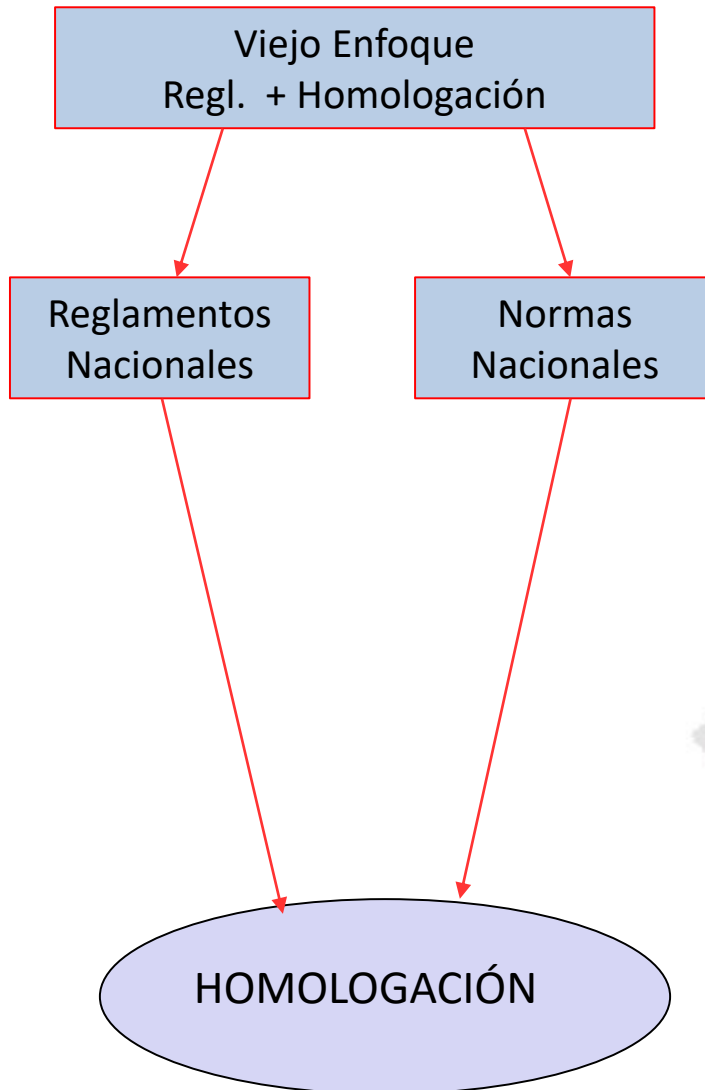 Viejo Enfoque
Regl. + Homologación
Reglamentos
Nacionales
Normas
Nacionales
HOMOLOGACIÓN